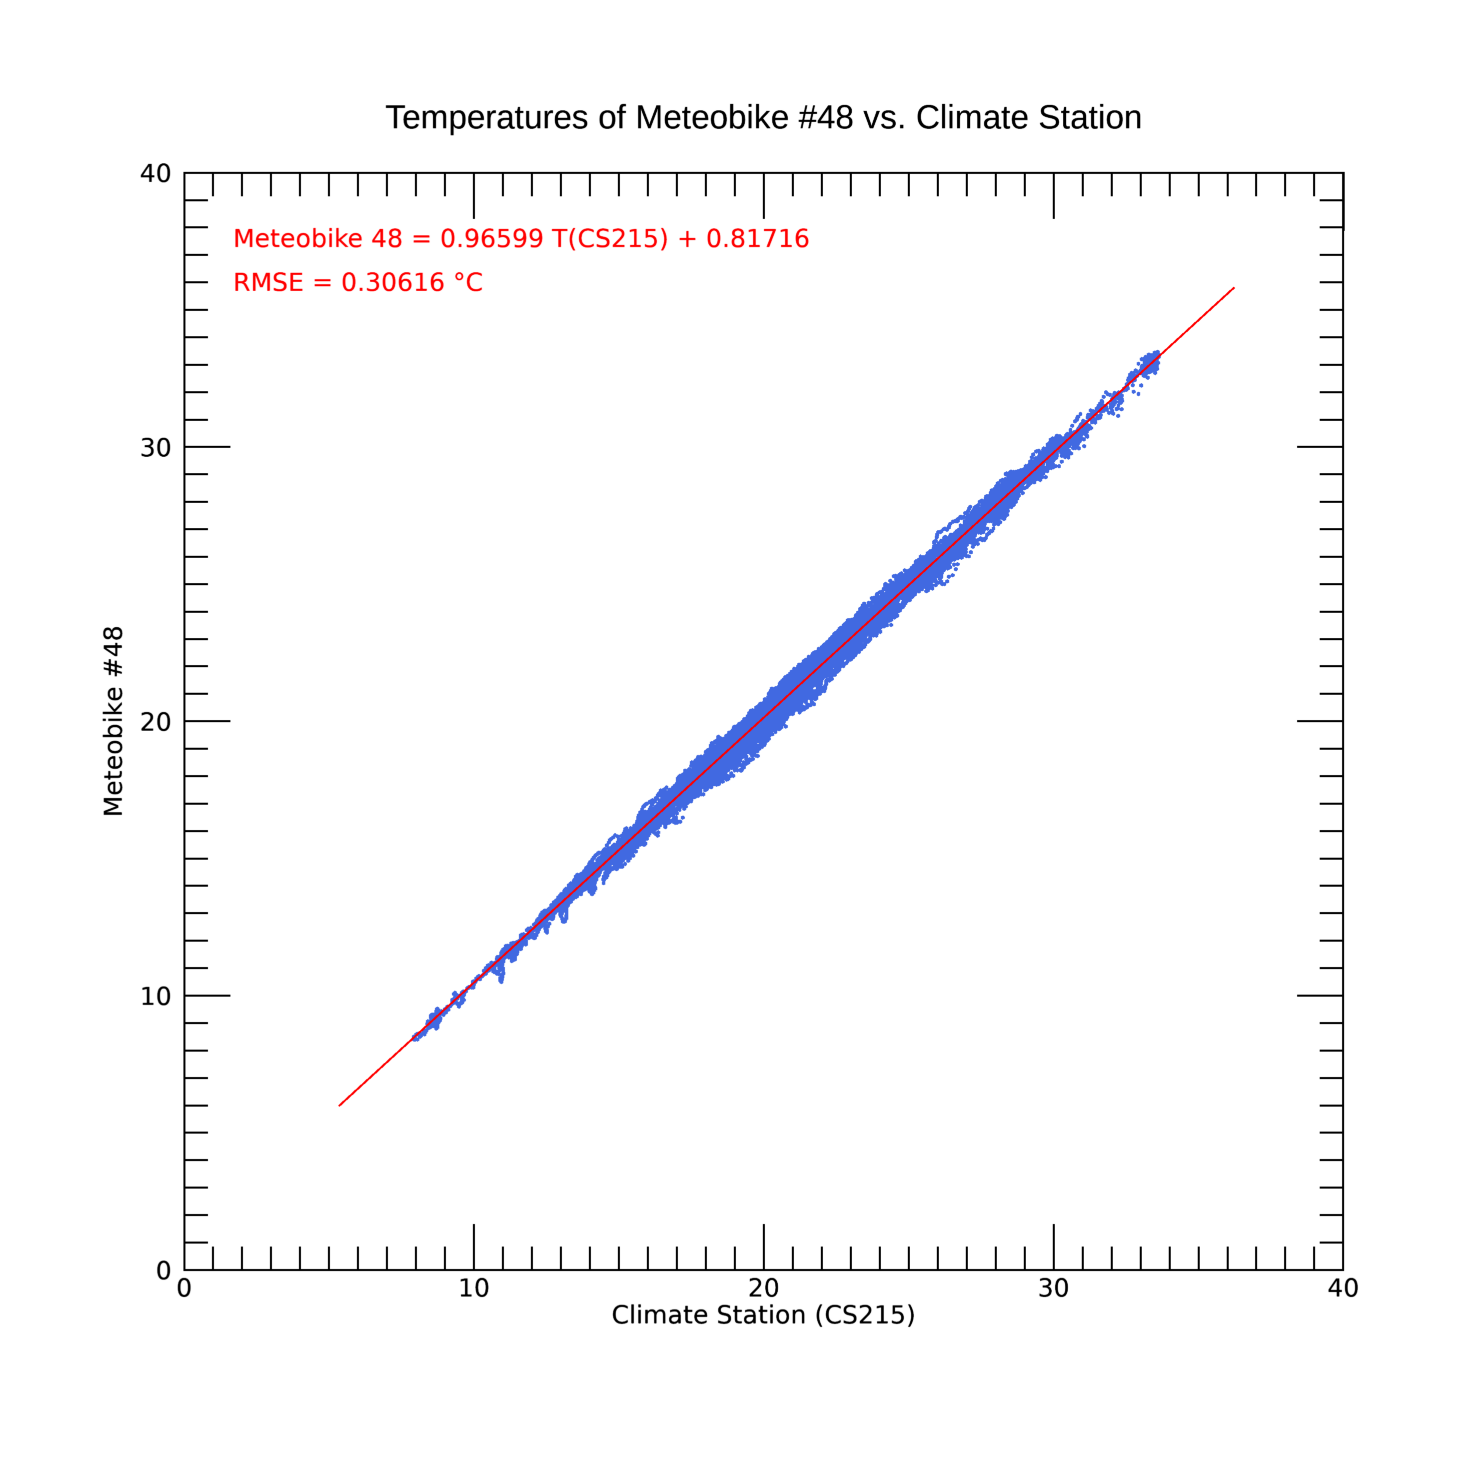 Temperatures of Meteobike #48 vs. Climate Station
40
Meteobike 48 = 0.96599 T(CS215) + 0.81716
RMSE = 0.30616 °C
30
Meteobike #48
20
10
0
0 10 20 30 40
Climate Station (CS215)